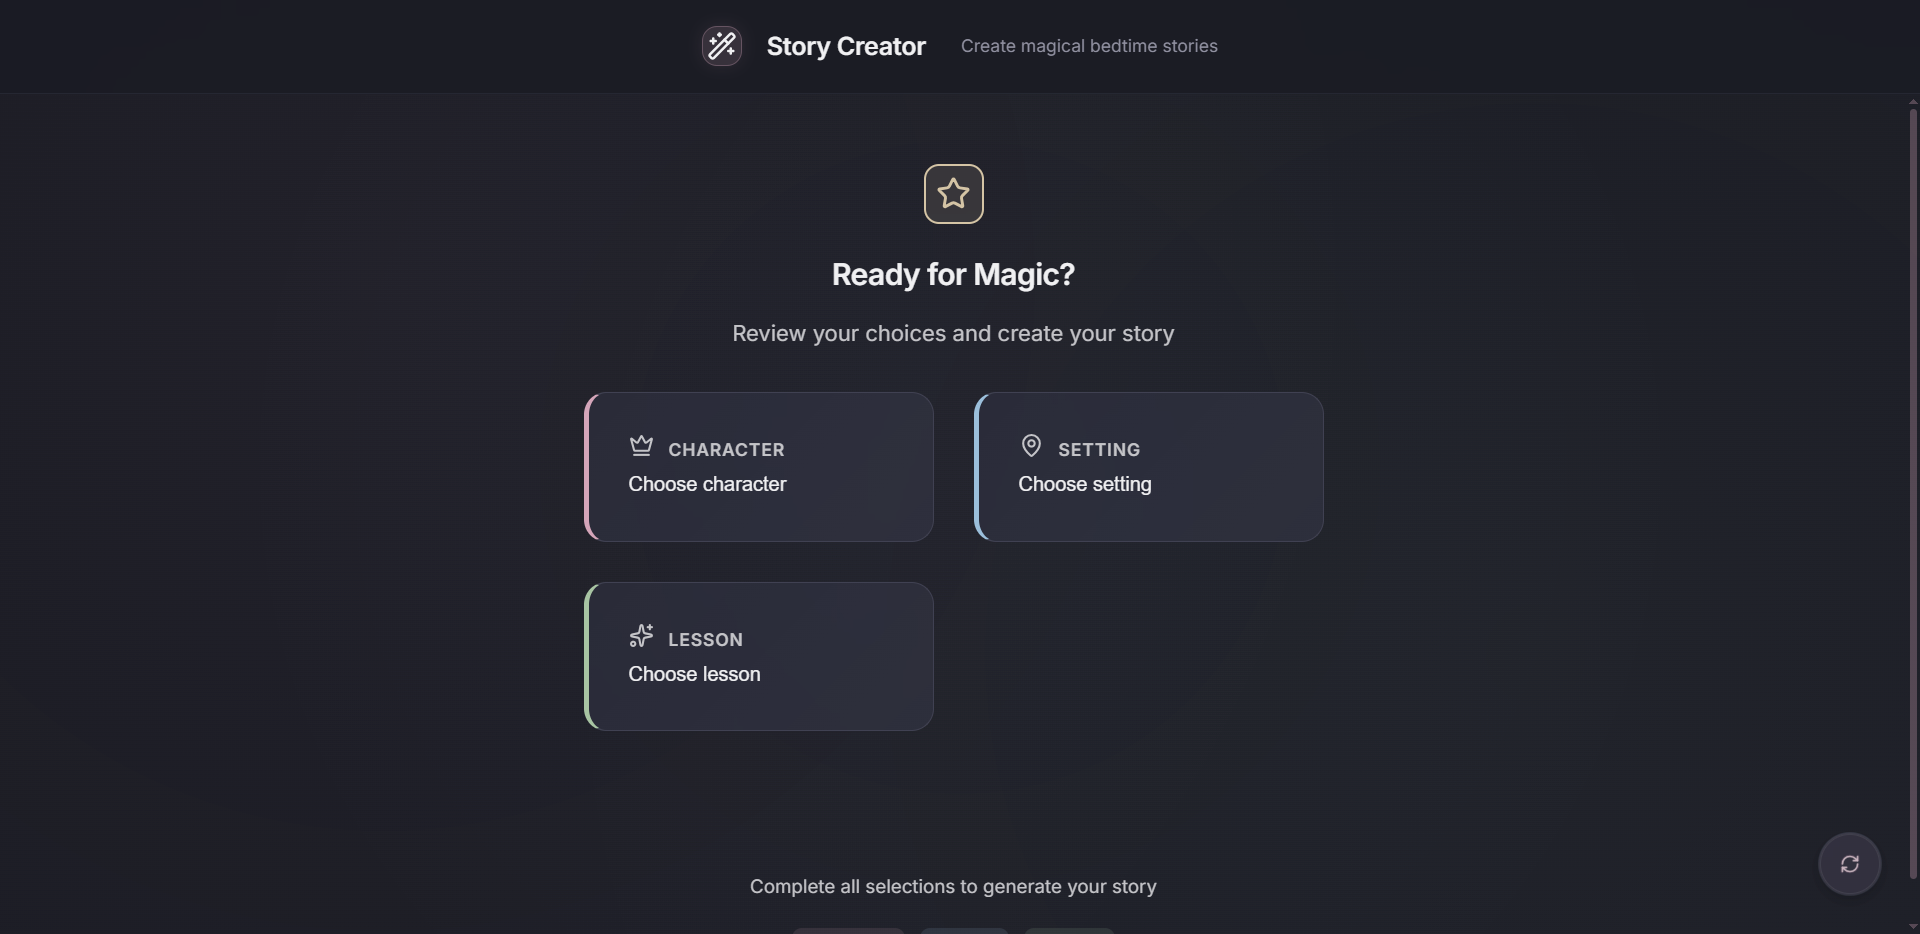 Story Creator
Create magical bedtime stories
Ready for Magic?
Review your choices and create your story
CHARACTER
Choose character
SETTING
Choose setting
LESSON
Choose lesson
Complete all selections to generate your story